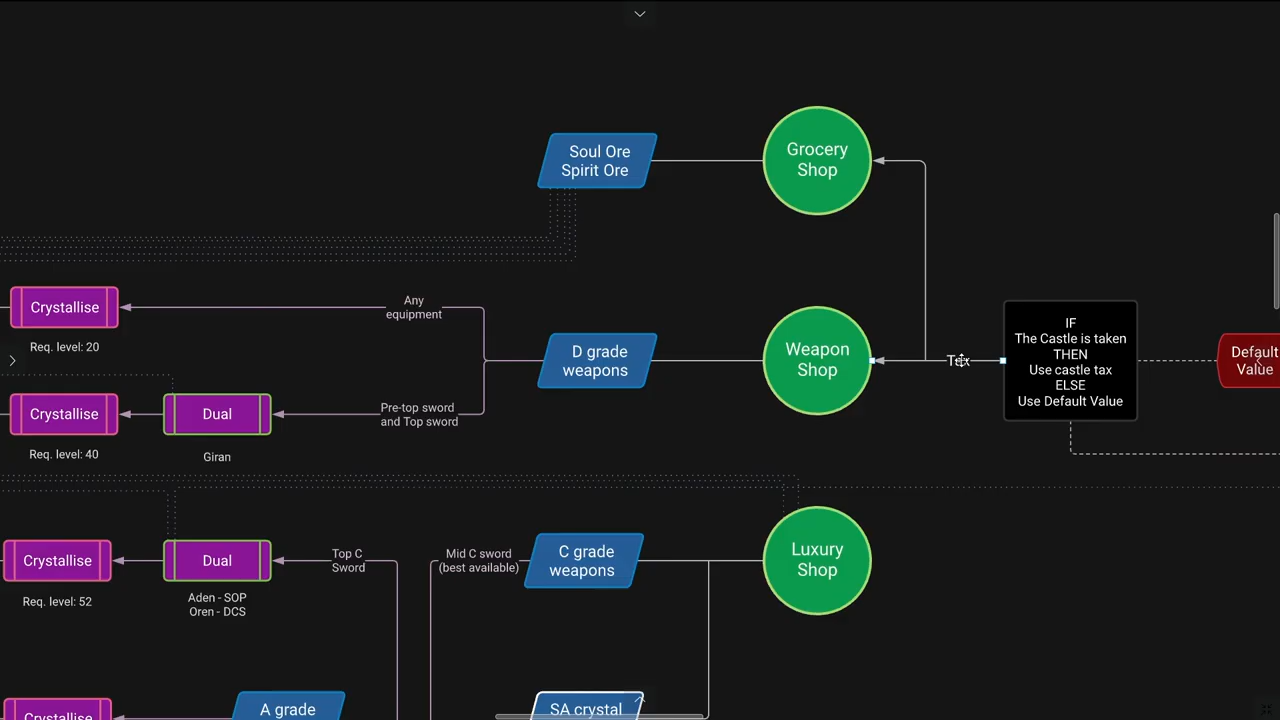 Soul Ore
Spirit Ore
Grocery
Shop
Crystallise
Req. level: 20
Any
equipment
D grade
weapons
Weapon
Shop
Tax
IF
The Castle is taken
THEN
Use castle tax
ELSE
Use Default Value
Default
Value
Crystallise
Req. level: 40
Dual
Giran
Pre-top sword
and Top sword
Crystallise
Req. level: 52
Dual
Aden - SOP
Oren - DCS
Top C
Sword
Mid C sword
(best available)
C grade
weapons
Luxury
Shop
Crystallise
A grade
SA crystal